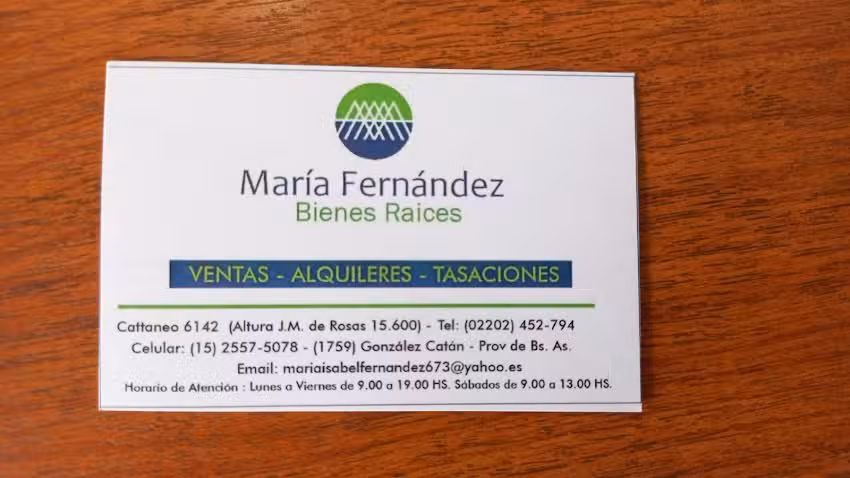 María Fernández
Bienes Raices
VENTAS - ALQUILERES - TASACIONES
Cattaneo 6142 (Altura J.M. de Rosas 15.600) - Tel: (02202) 452-794
Celular: (15) 2557-5078 - (1759) González Catán - Prov de Bs. As.
Email: mariaisabelfernandez673@yahoo.es
Horario de Atención : Lunes a Viernes de 9.00 a 19.00 HS. Sábados de 9.00 a 13.00 HS.